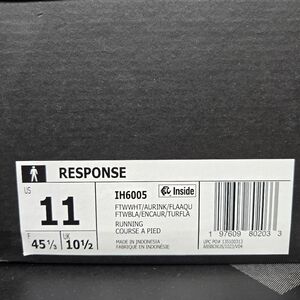 RESPONSE
US
11
F
45⅓
UK
10½
IH6005
Inside
FTWWHT/AURINK/FLAAQU
FTWBLA/ENCAUR/TURFLA
RUNNING
COURSE A PIED
MADE IN INDONESIA
FABRIQUÉ EN INDONÉSIE
1 97609 80203 3